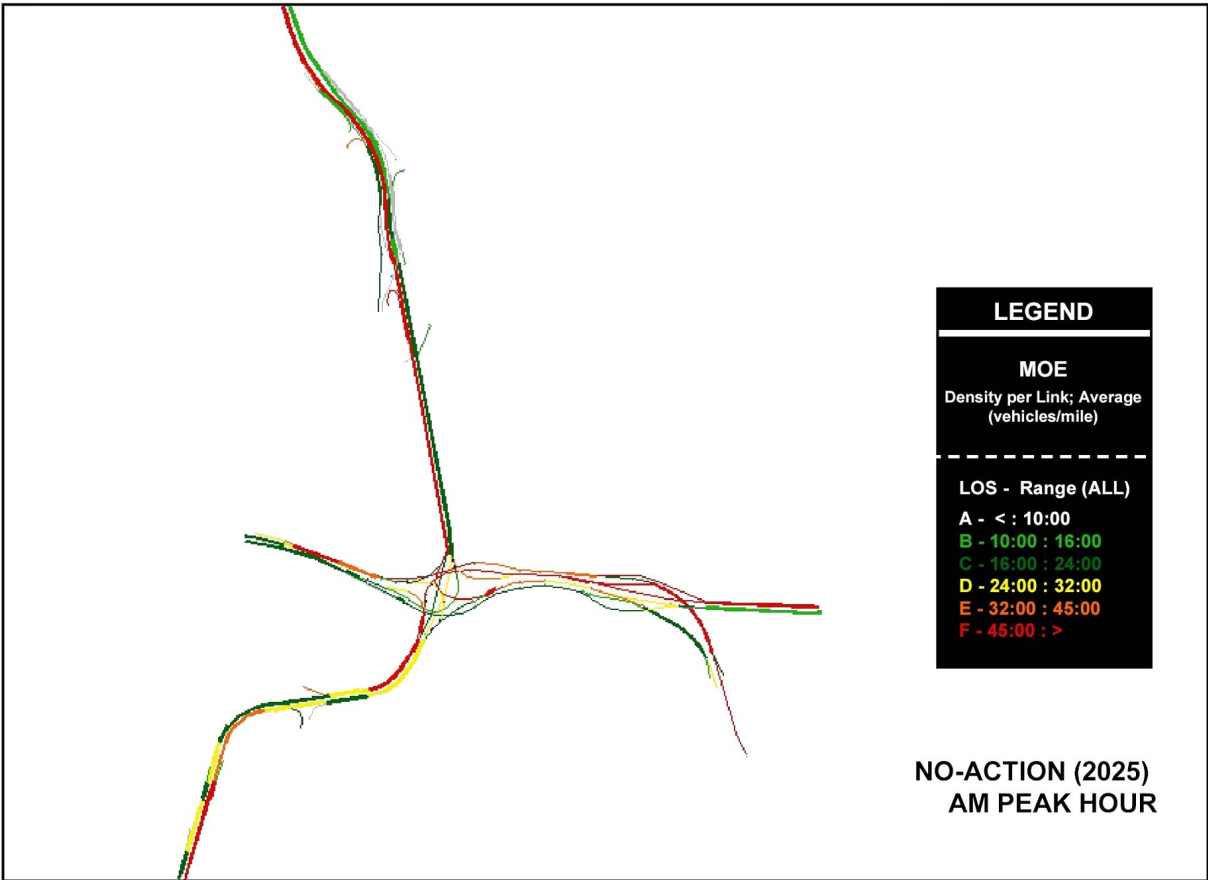 LEGEND
MOE
Density per Link; Average
(vehicles/mile)
LOS - Range (ALL)
A - < : 10:00
B - 10:00 : 16:00
C - 16:00 : 24:00
D - 24:00 : 32:00
E - 32:00 : 45:00
F - 45:00 : >
NO-ACTION (2025)
AM PEAK HOUR